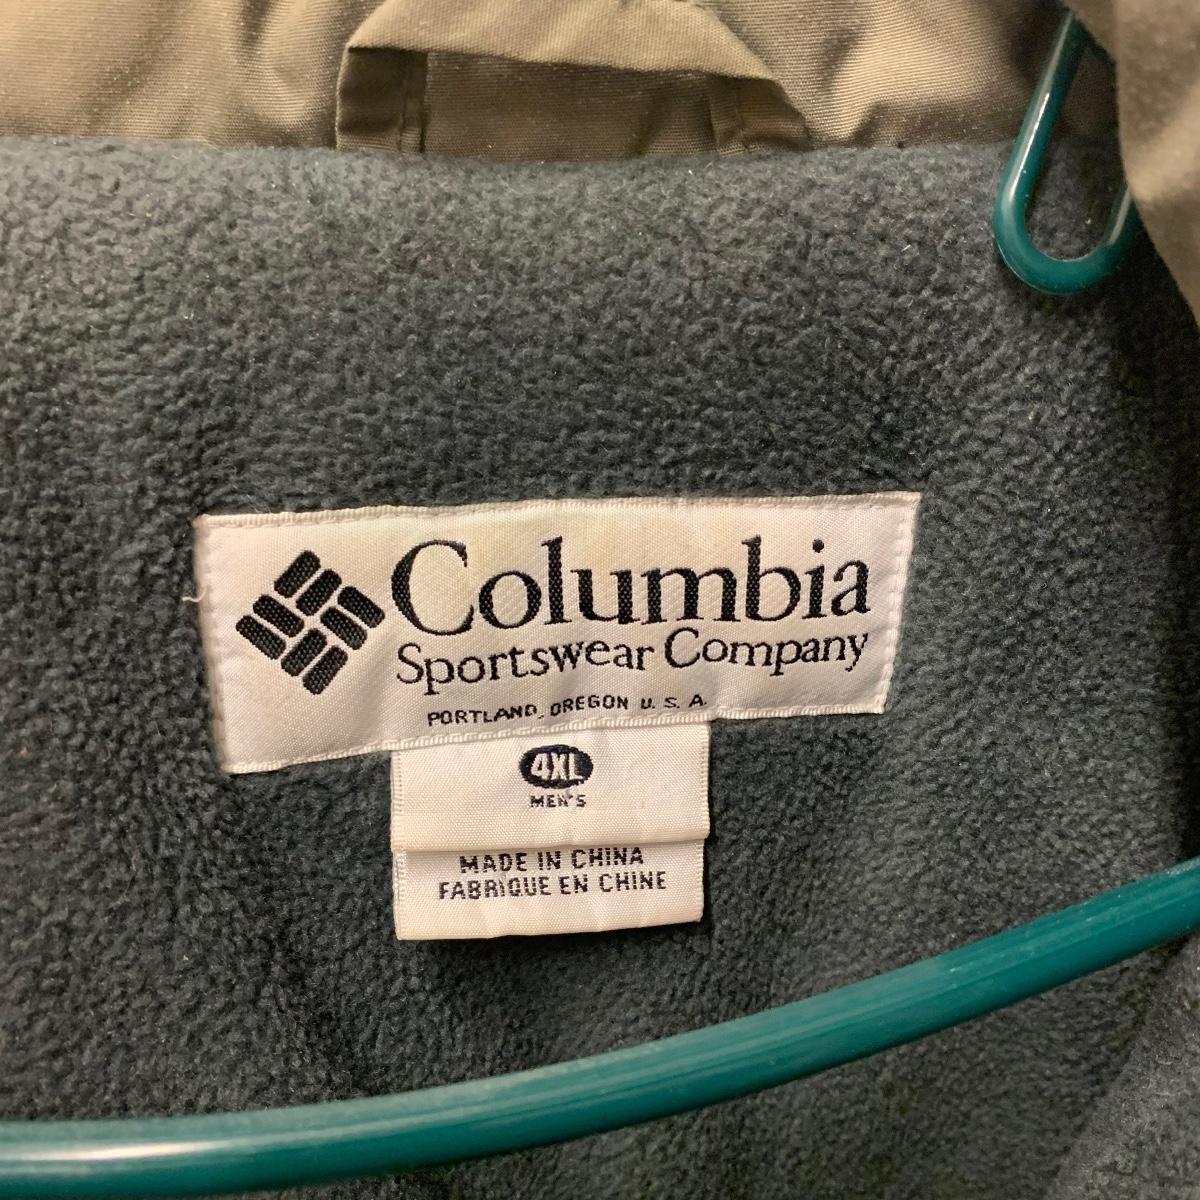 Columbia
Sportswear Company
PORTLAND, OREGON U. S. A.
4XL
MEN'S
MADE IN CHINA
FABRIQUE EN CHINE